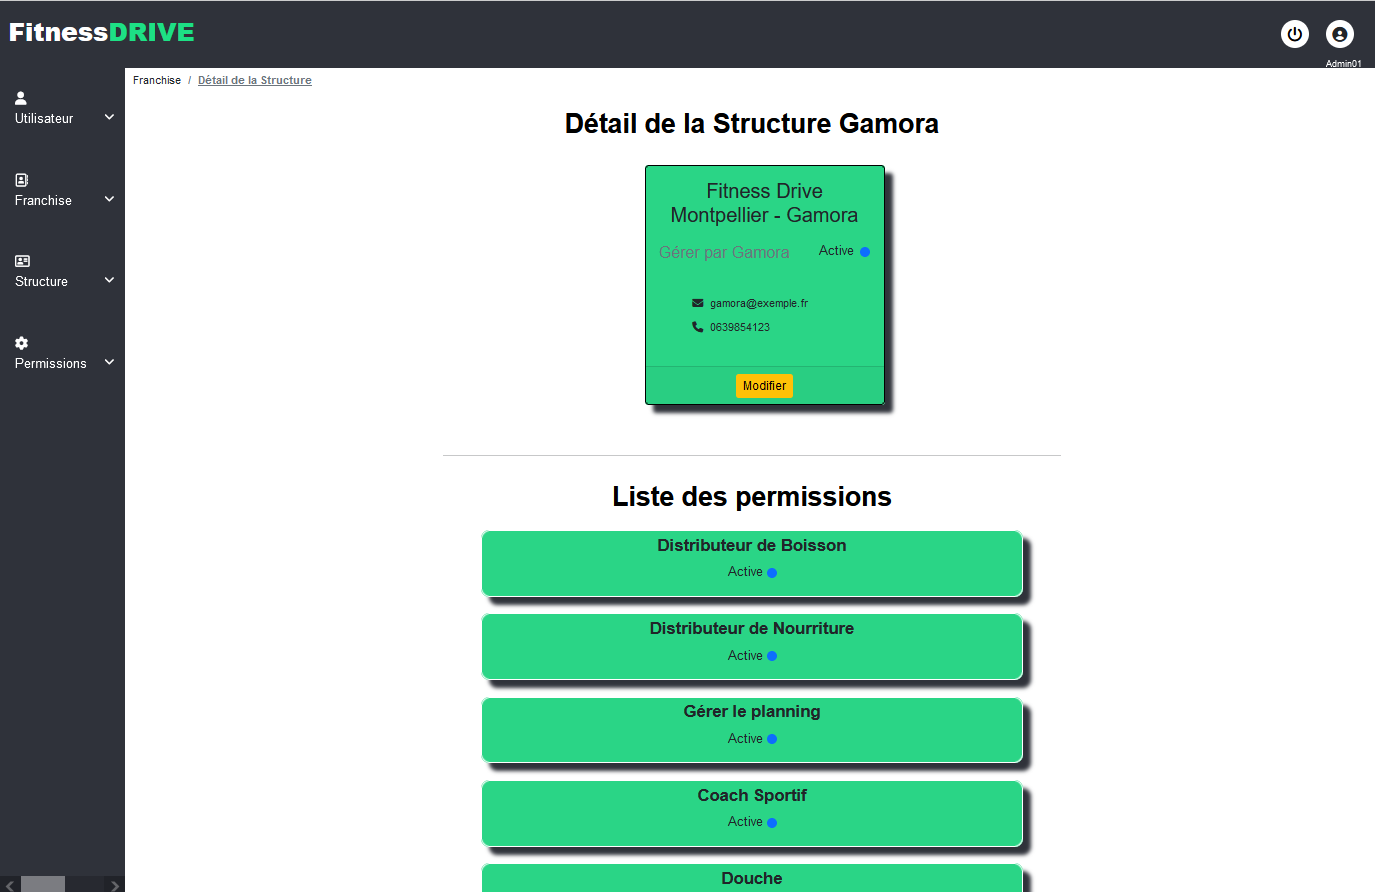 FitnessDRIVE
Admin01
Utilisateur
Franchise
Structure
Permissions
Franchise / Détail de la Structure
Détail de la Structure Gamora
Fitness Drive
Montpellier - Gamora
Gérer par Gamora
Active
gamora@exemple.fr
0639854123
Modifier
Liste des permissions
Distributeur de Boisson
Active
Distributeur de Nourriture
Active
Gérer le planning
Active
Coach Sportif
Active
Douche